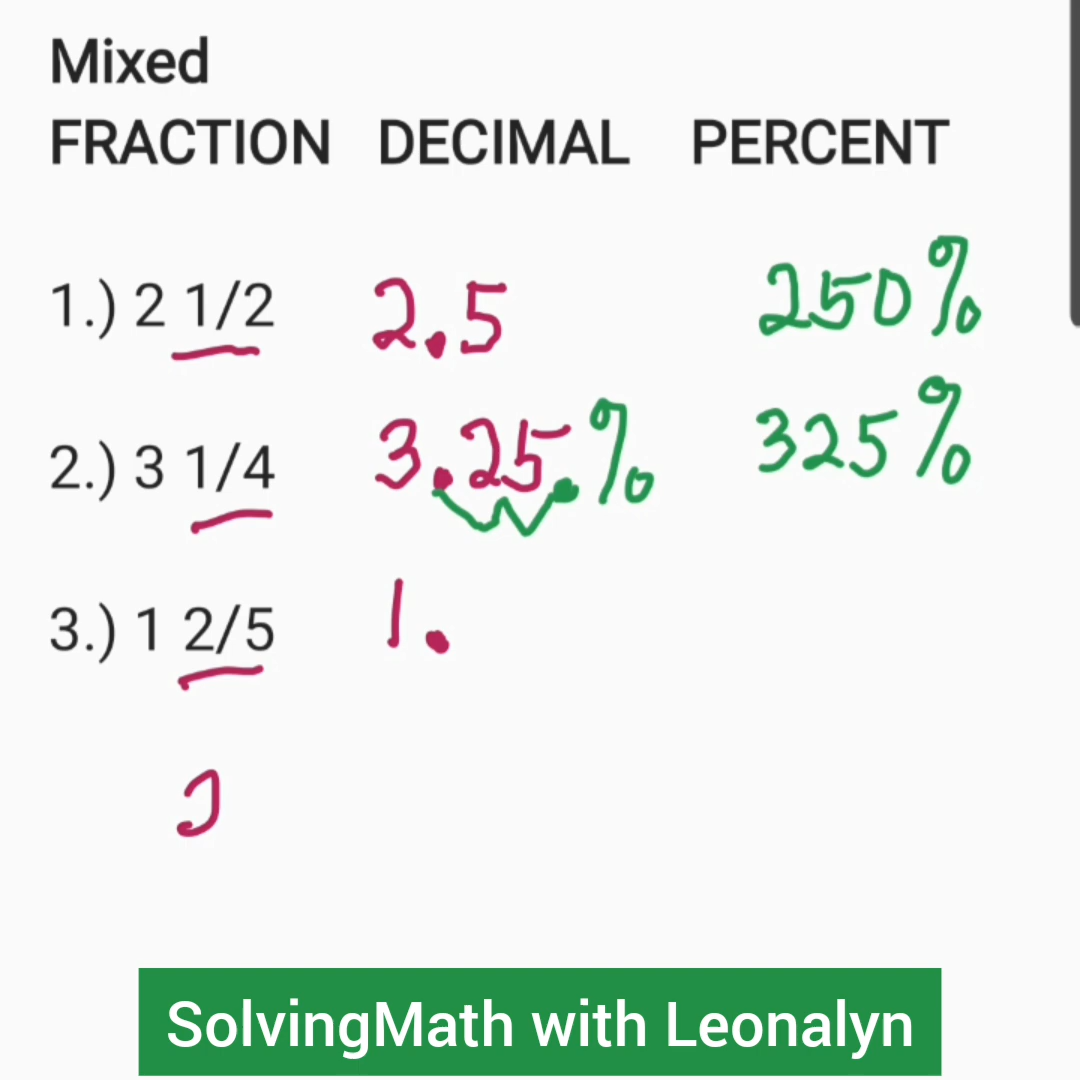 Mixed
FRACTION DECIMAL PERCENT
1.) 2 1/2 2.5 250%
2.) 3 1/4 3.25.% 325%
3.) 1 2/5 1.
SolvingMath with Leonalyn